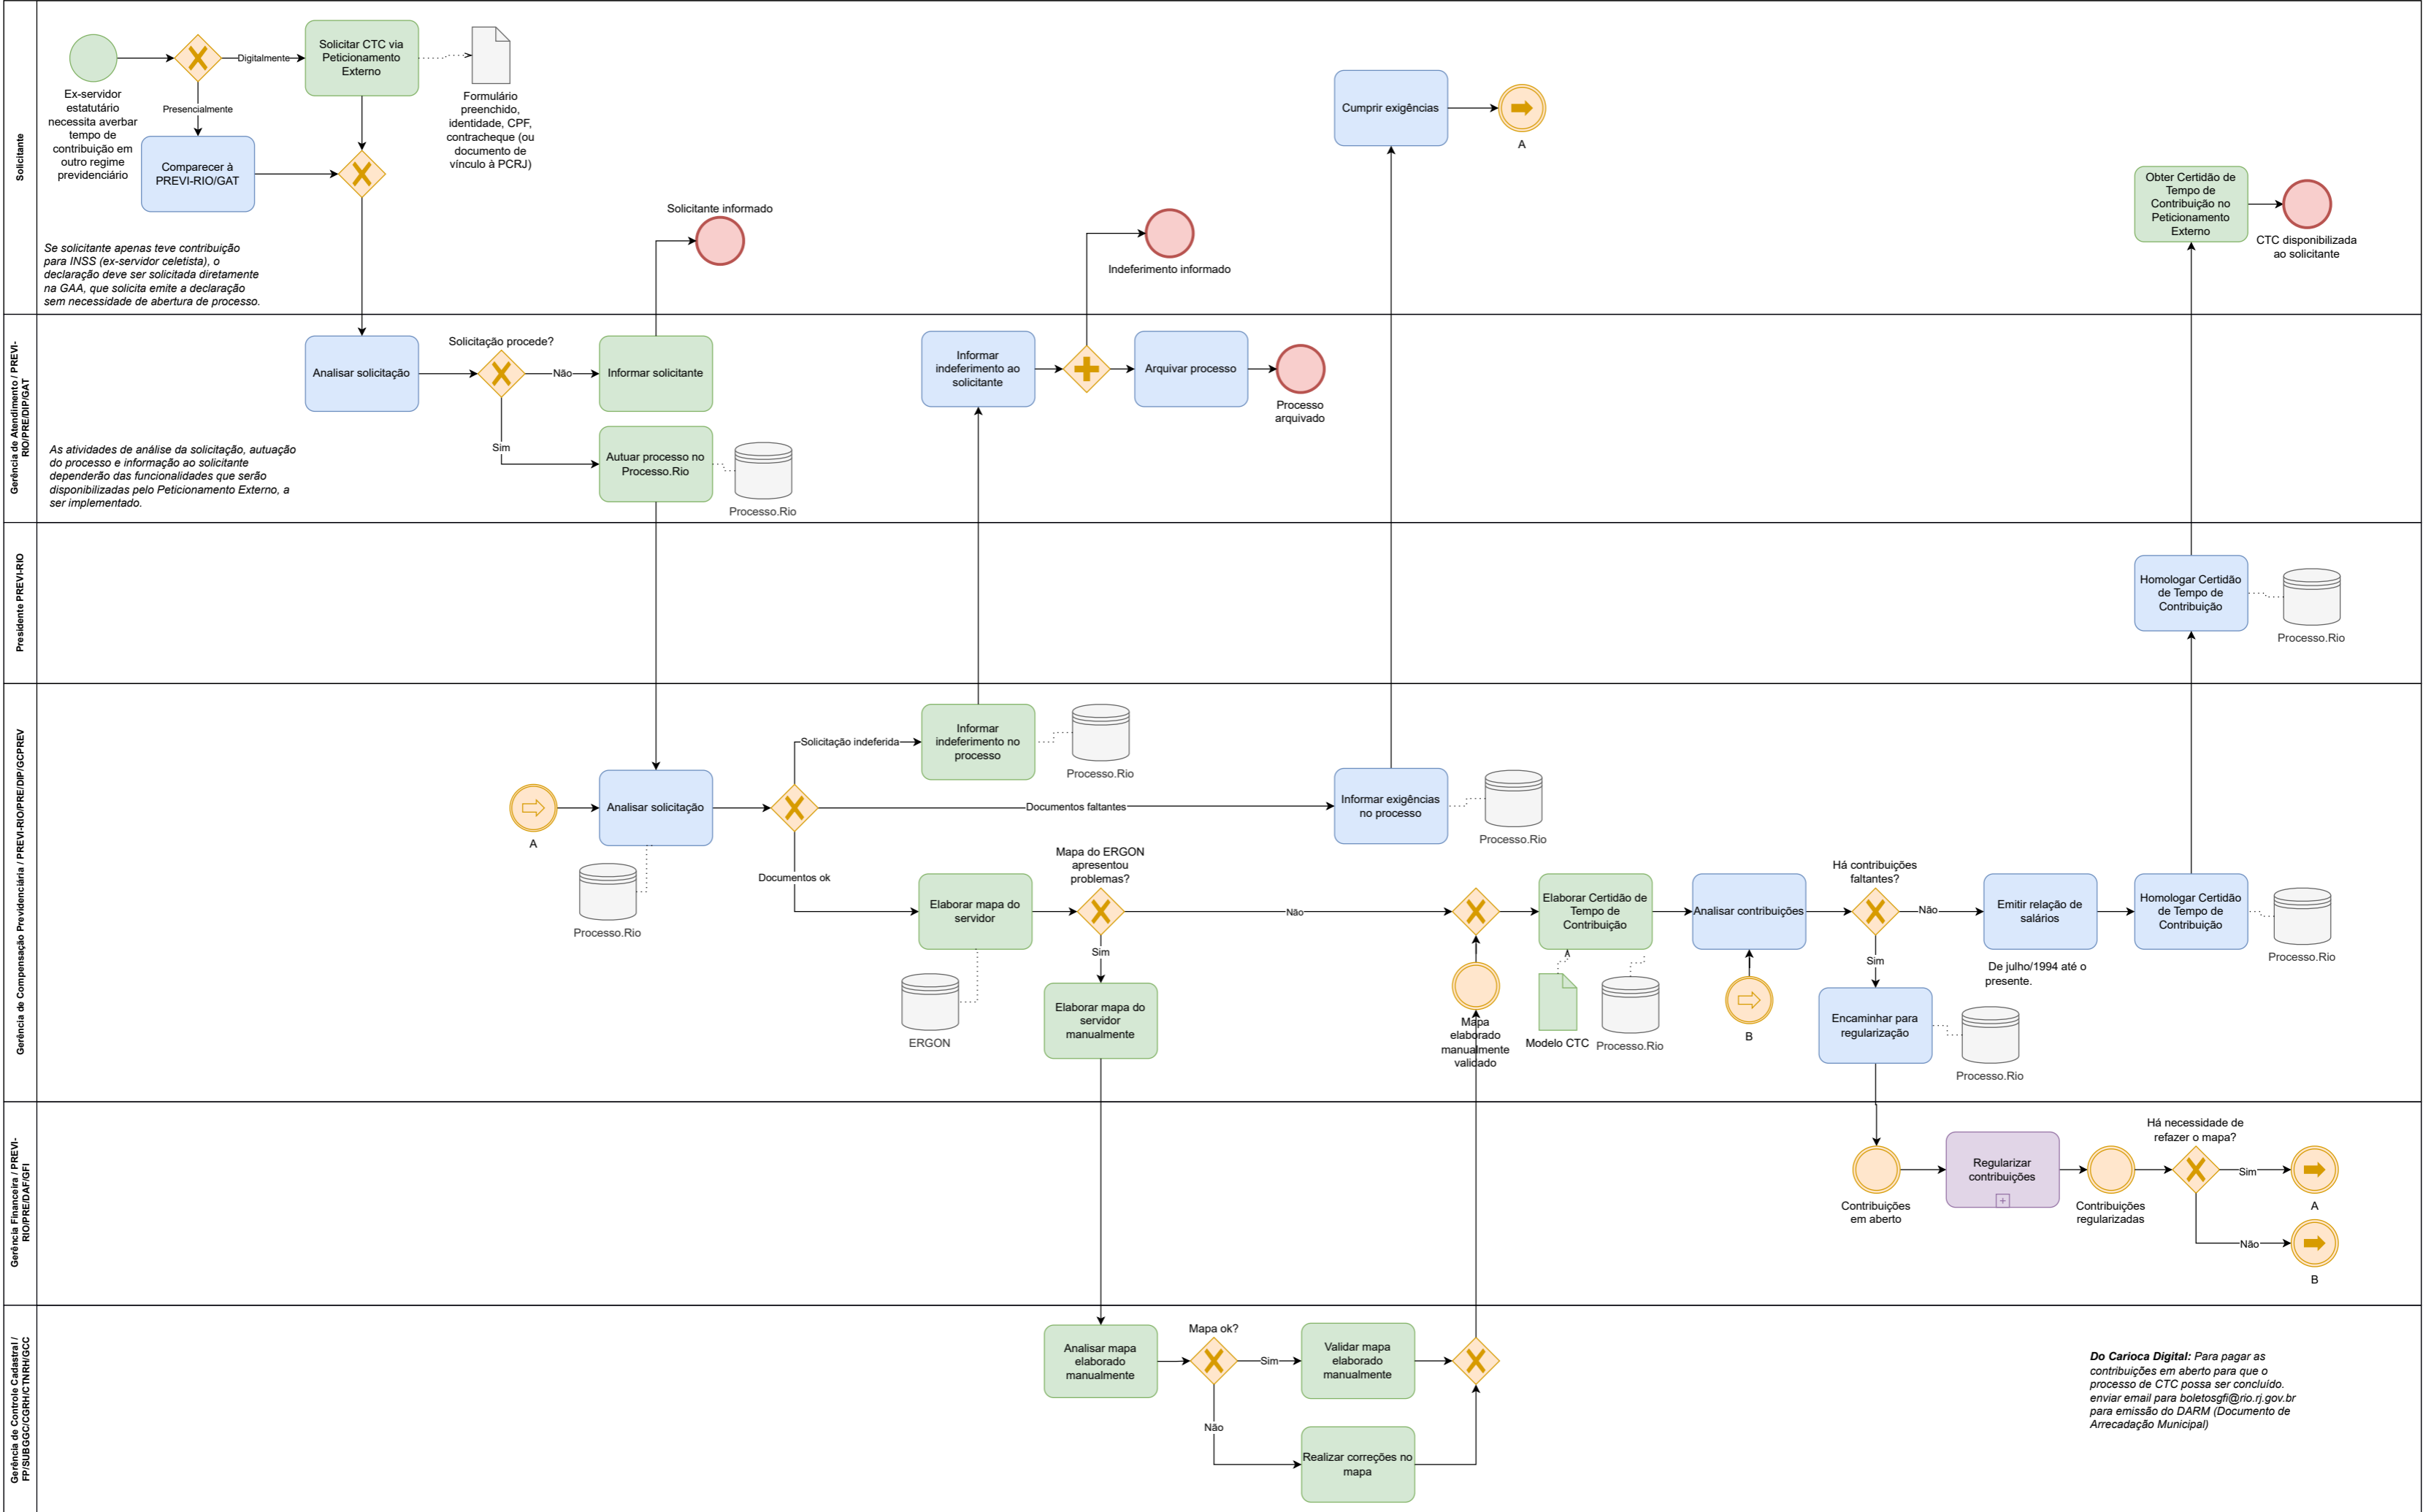 Solicitante
Ex-servidor
estatutário
necessita averbar
tempo de
contribuição em
outro regime
previdenciário
Digitalmente
Presencialmente
Solicitar CTC via
Peticionamento
Externo
Formulário
preenchido,
identidade, CPF,
contracheque (ou
documento de
vínculo à PCRJ)
Comparecer à
PREVI-RIO/GAT
Se solicitante apenas teve contribuição
para INSS (ex-servidor celetista), o
declaração deve ser solicitada diretamente
na GAA, que solicita emite a declaração
sem necessidade de abertura de processo.
Solicitante informado
Indeferimento informado
Cumprir exigências
A
Obter Certidão de
Tempo de
Contribuição no
Peticionamento
Externo
CTC disponibilizada
ao solicitante
Gerência de Atendimento / PREVI-
RIO/PRE/DIP/GAT
Analisar solicitação
Solicitação procede?
Não
Sim
Informar solicitante
Autuar processo no
Processo.Rio
Processo.Rio
As atividades de análise da solicitação, autuação
do processo e informação ao solicitante
dependerão das funcionalidades que serão
disponibilizadas pelo Peticionamento Externo, a
ser implementado.
Informar
indeferimento ao
solicitante
Arquivar processo
Processo
arquivado
Presidente PREVI-RIO
Homologar Certidão
de Tempo de
Contribuição
Processo.Rio
Gerência de Compensação Previdenciária / PREVI-RIO/PRE/DIP/GCPREV
A
Analisar solicitação
Processo.Rio
Solicitação indeferida
Documentos faltantes
Documentos ok
Informar
indeferimento no
processo
Processo.Rio
Informar exigências
no processo
Processo.Rio
Elaborar mapa do
servidor
ERGON
Mapa do ERGON
apresentou
problemas?
Não
Sim
Elaborar mapa do
servidor
manualmente
Mapa
elaborado
manualmente
validado
Elaborar Certidão de
Tempo de
Contribuição
Modelo CTC
Processo.Rio
Analisar contribuições
B
Há contribuições
faltantes?
Não
Sim
Emitir relação de
salários
De julho/1994 até o
presente.
Homologar Certidão
de Tempo de
Contribuição
Processo.Rio
Encaminhar para
regularização
Processo.Rio
Gerência Financeira / PREVI-
RIO/PRE/DAF/GFI
Contribuições
em aberto
Regularizar
contribuições
Contribuições
regularizadas
Há necessidade de
refazer o mapa?
Sim
A
Não
B
Gerência de Controle Cadastral /
FP/SUBGGC/CGRH/CTNRH/GCC
Analisar mapa
elaborado
manualmente
Mapa ok?
Sim
Não
Validar mapa
elaborado
manualmente
Realizar correções no
mapa
Do Carioca Digital: Para pagar as
contribuições em aberto para que o
processo de CTC possa ser concluído.
enviar email para boletosgfi@rio.rj.gov.br
para emissão do DARM (Documento de
Arrecadação Municipal)